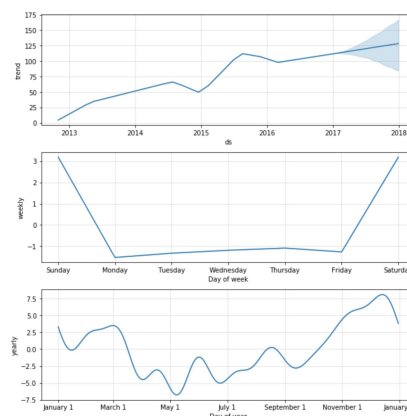 175
150
125
100
75
50
25
0
trend
2013 2014 2015 2016 2017 2018
ds
3
2
1
0
−1
weekly
Sunday Monday Tuesday Wednesday Thursday Friday Saturda
Day of week
7.5
5.0
2.5
0.0
−2.5
−5.0
−7.5
yearly
January 1 March 1 May 1 July 1 September 1 November 1 January
Day of year